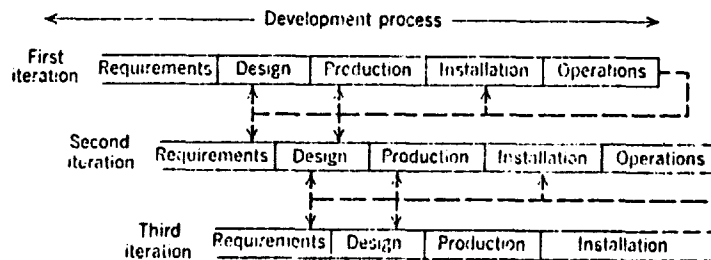 Development process
First
iteration
Requirements Design Production Installation Operations
Second
iteration
Requirements Design Production Installation Operations
Third
iteration
Requirements Design Production Installation